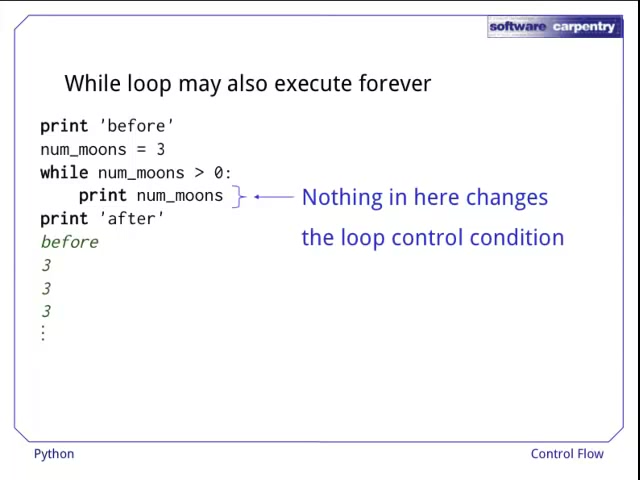 software carpentry
While loop may also execute forever
print 'before'
num_moons = 3
while num_moons > 0:
    print num_moons
print 'after'
before
3
3
3
⋮
Nothing in here changes
the loop control condition
Python
Control Flow